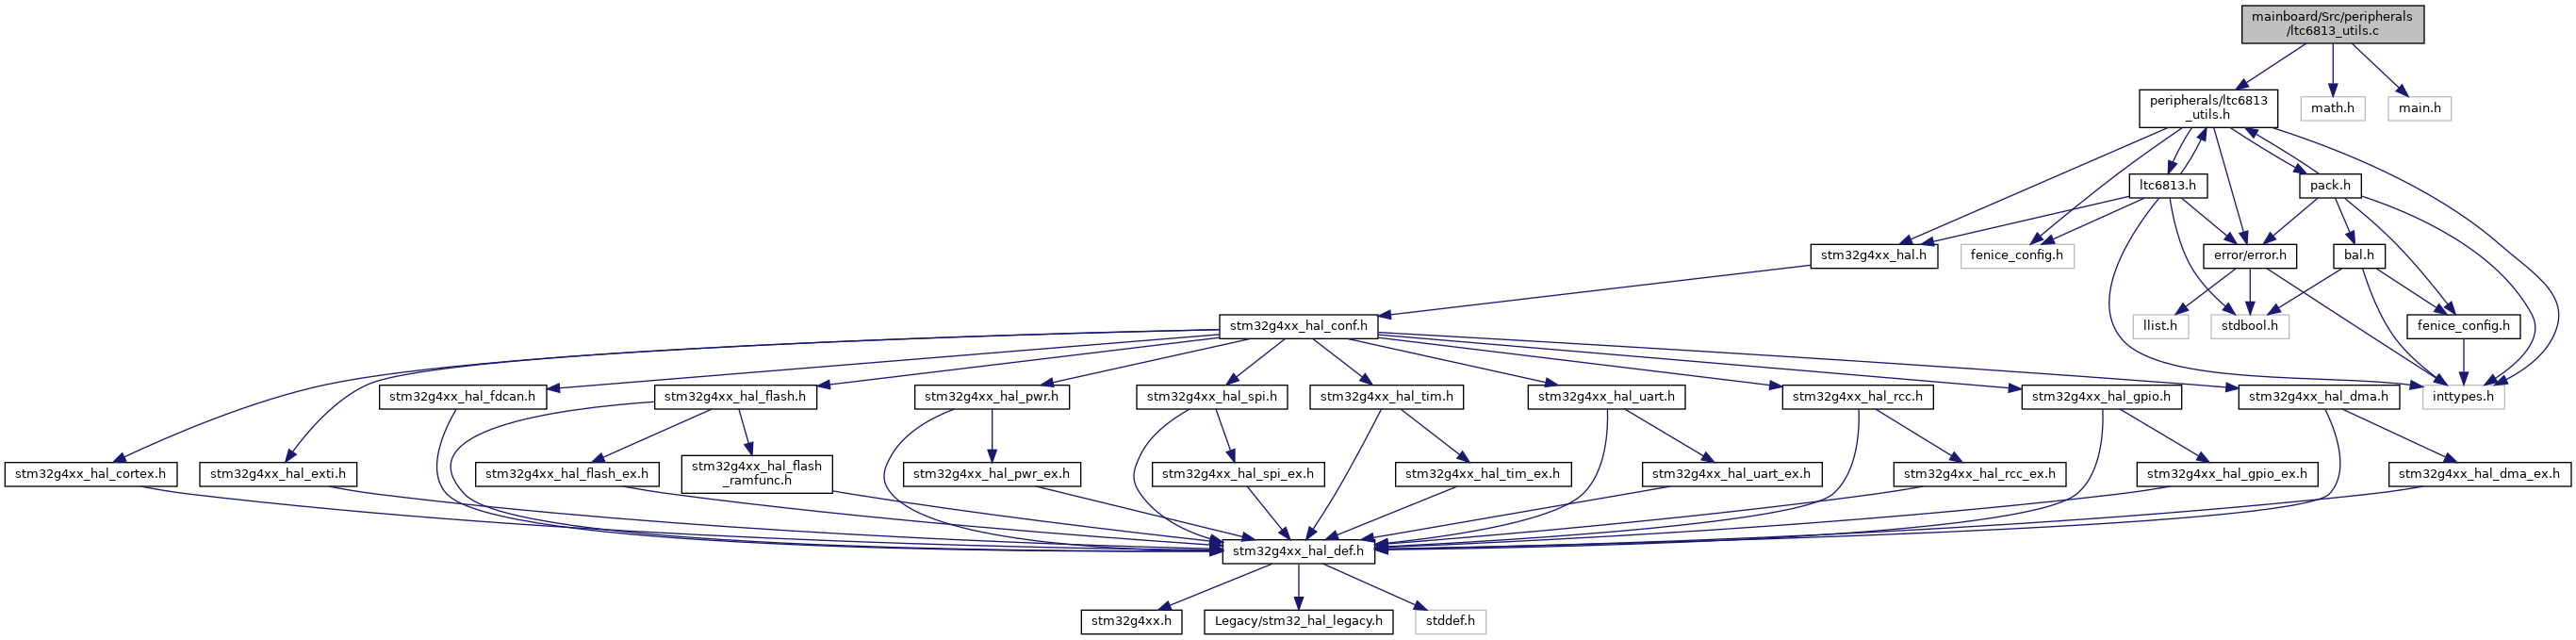 mainboard/Src/peripherals
/ltc6813_utils.c
peripherals/ltc6813
_utils.h
math.h
main.h
ltc6813.h
pack.h
stm32g4xx_hal.h
fenice_config.h
error/error.h
bal.h
stm32g4xx_hal_conf.h
llist.h
stdbool.h
fenice_config.h
stm32g4xx_hal_fdcan.h
stm32g4xx_hal_flash.h
stm32g4xx_hal_pwr.h
stm32g4xx_hal_spi.h
stm32g4xx_hal_tim.h
stm32g4xx_hal_uart.h
stm32g4xx_hal_rcc.h
stm32g4xx_hal_gpio.h
stm32g4xx_hal_dma.h
inttypes.h
stm32g4xx_hal_cortex.h
stm32g4xx_hal_exti.h
stm32g4xx_hal_flash_ex.h
stm32g4xx_hal_flash
_ramfunc.h
stm32g4xx_hal_pwr_ex.h
stm32g4xx_hal_spi_ex.h
stm32g4xx_hal_tim_ex.h
stm32g4xx_hal_uart_ex.h
stm32g4xx_hal_rcc_ex.h
stm32g4xx_hal_gpio_ex.h
stm32g4xx_hal_dma_ex.h
stm32g4xx_hal_def.h
stm32g4xx.h
Legacy/stm32_hal_legacy.h
stddef.h